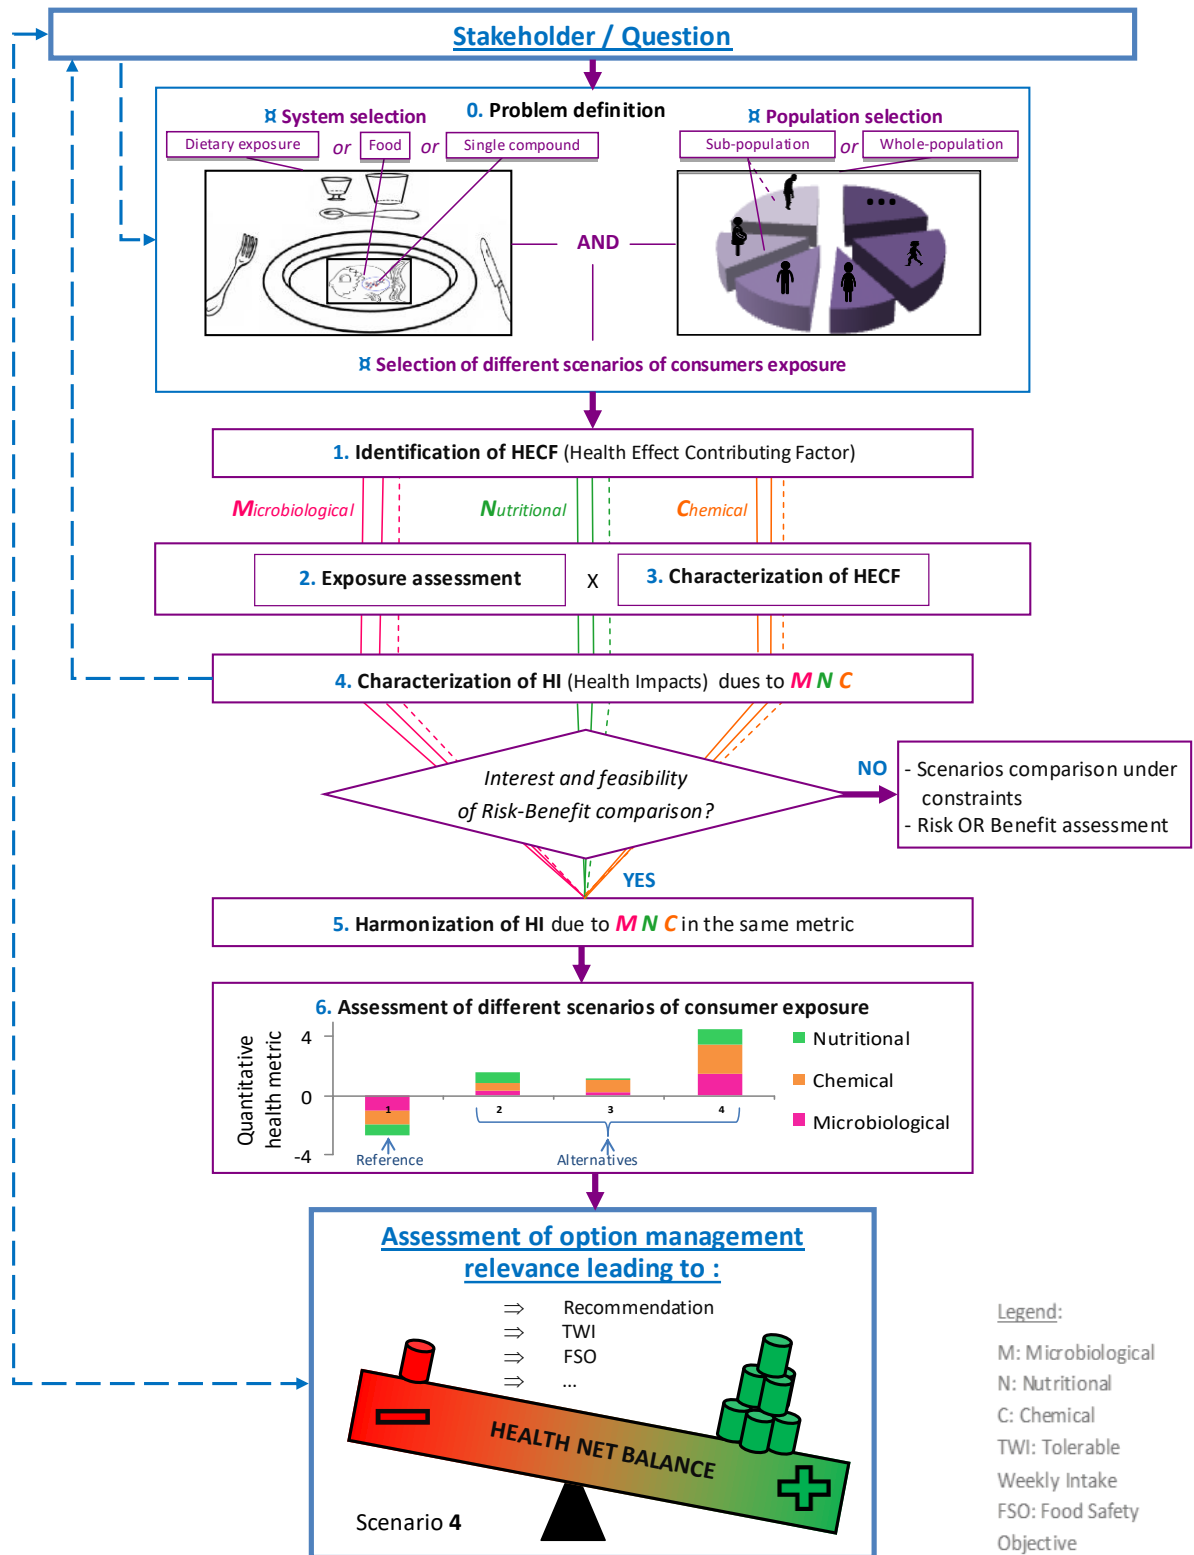 Stakeholder / Question
0. Problem definition
¤ System selection
¤ Population selection
Dietary exposure or Food or Single compound
Sub-population or Whole-population
AND
¤ Selection of different scenarios of consumers exposure
1. Identification of HECF (Health Effect Contributing Factor)
Microbiological
Nutritional
Chemical
2. Exposure assessment X 3. Characterization of HECF
4. Characterization of HI (Health Impacts) dues to M N C
Interest and feasibility
of Risk-Benefit comparison?
NO
- Scenarios comparison under
constraints
- Risk OR Benefit assessment
YES
5. Harmonization of HI due to M N C in the same metric
6. Assessment of different scenarios of consumer exposure
Quantitative
health metric
4
0
-4
1
2
3
4
Reference
Alternatives
Nutritional
Chemical
Microbiological
Assessment of option management
relevance leading to :
⇒ Recommendation
⇒ TWI
⇒ FSO
⇒ ...
HEALTH NET BALANCE
Scenario 4
Legend:
M: Microbiological
N: Nutritional
C: Chemical
TWI: Tolerable
Weekly Intake
FSO: Food Safety
Objective